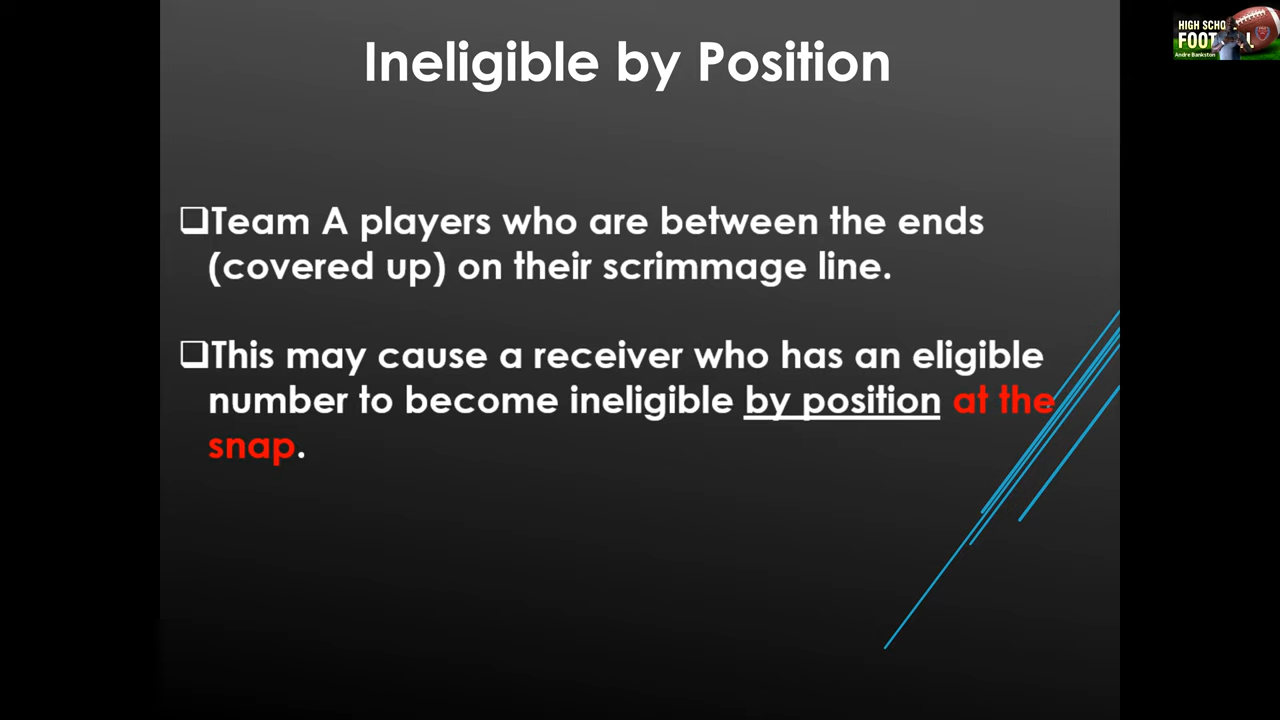 Ineligible by Position
Team A players who are between the ends
(covered up) on their scrimmage line.
This may cause a receiver who has an eligible
number to become ineligible by position at the
snap.
HIGH SCHO
FOOT
Andre Bankston